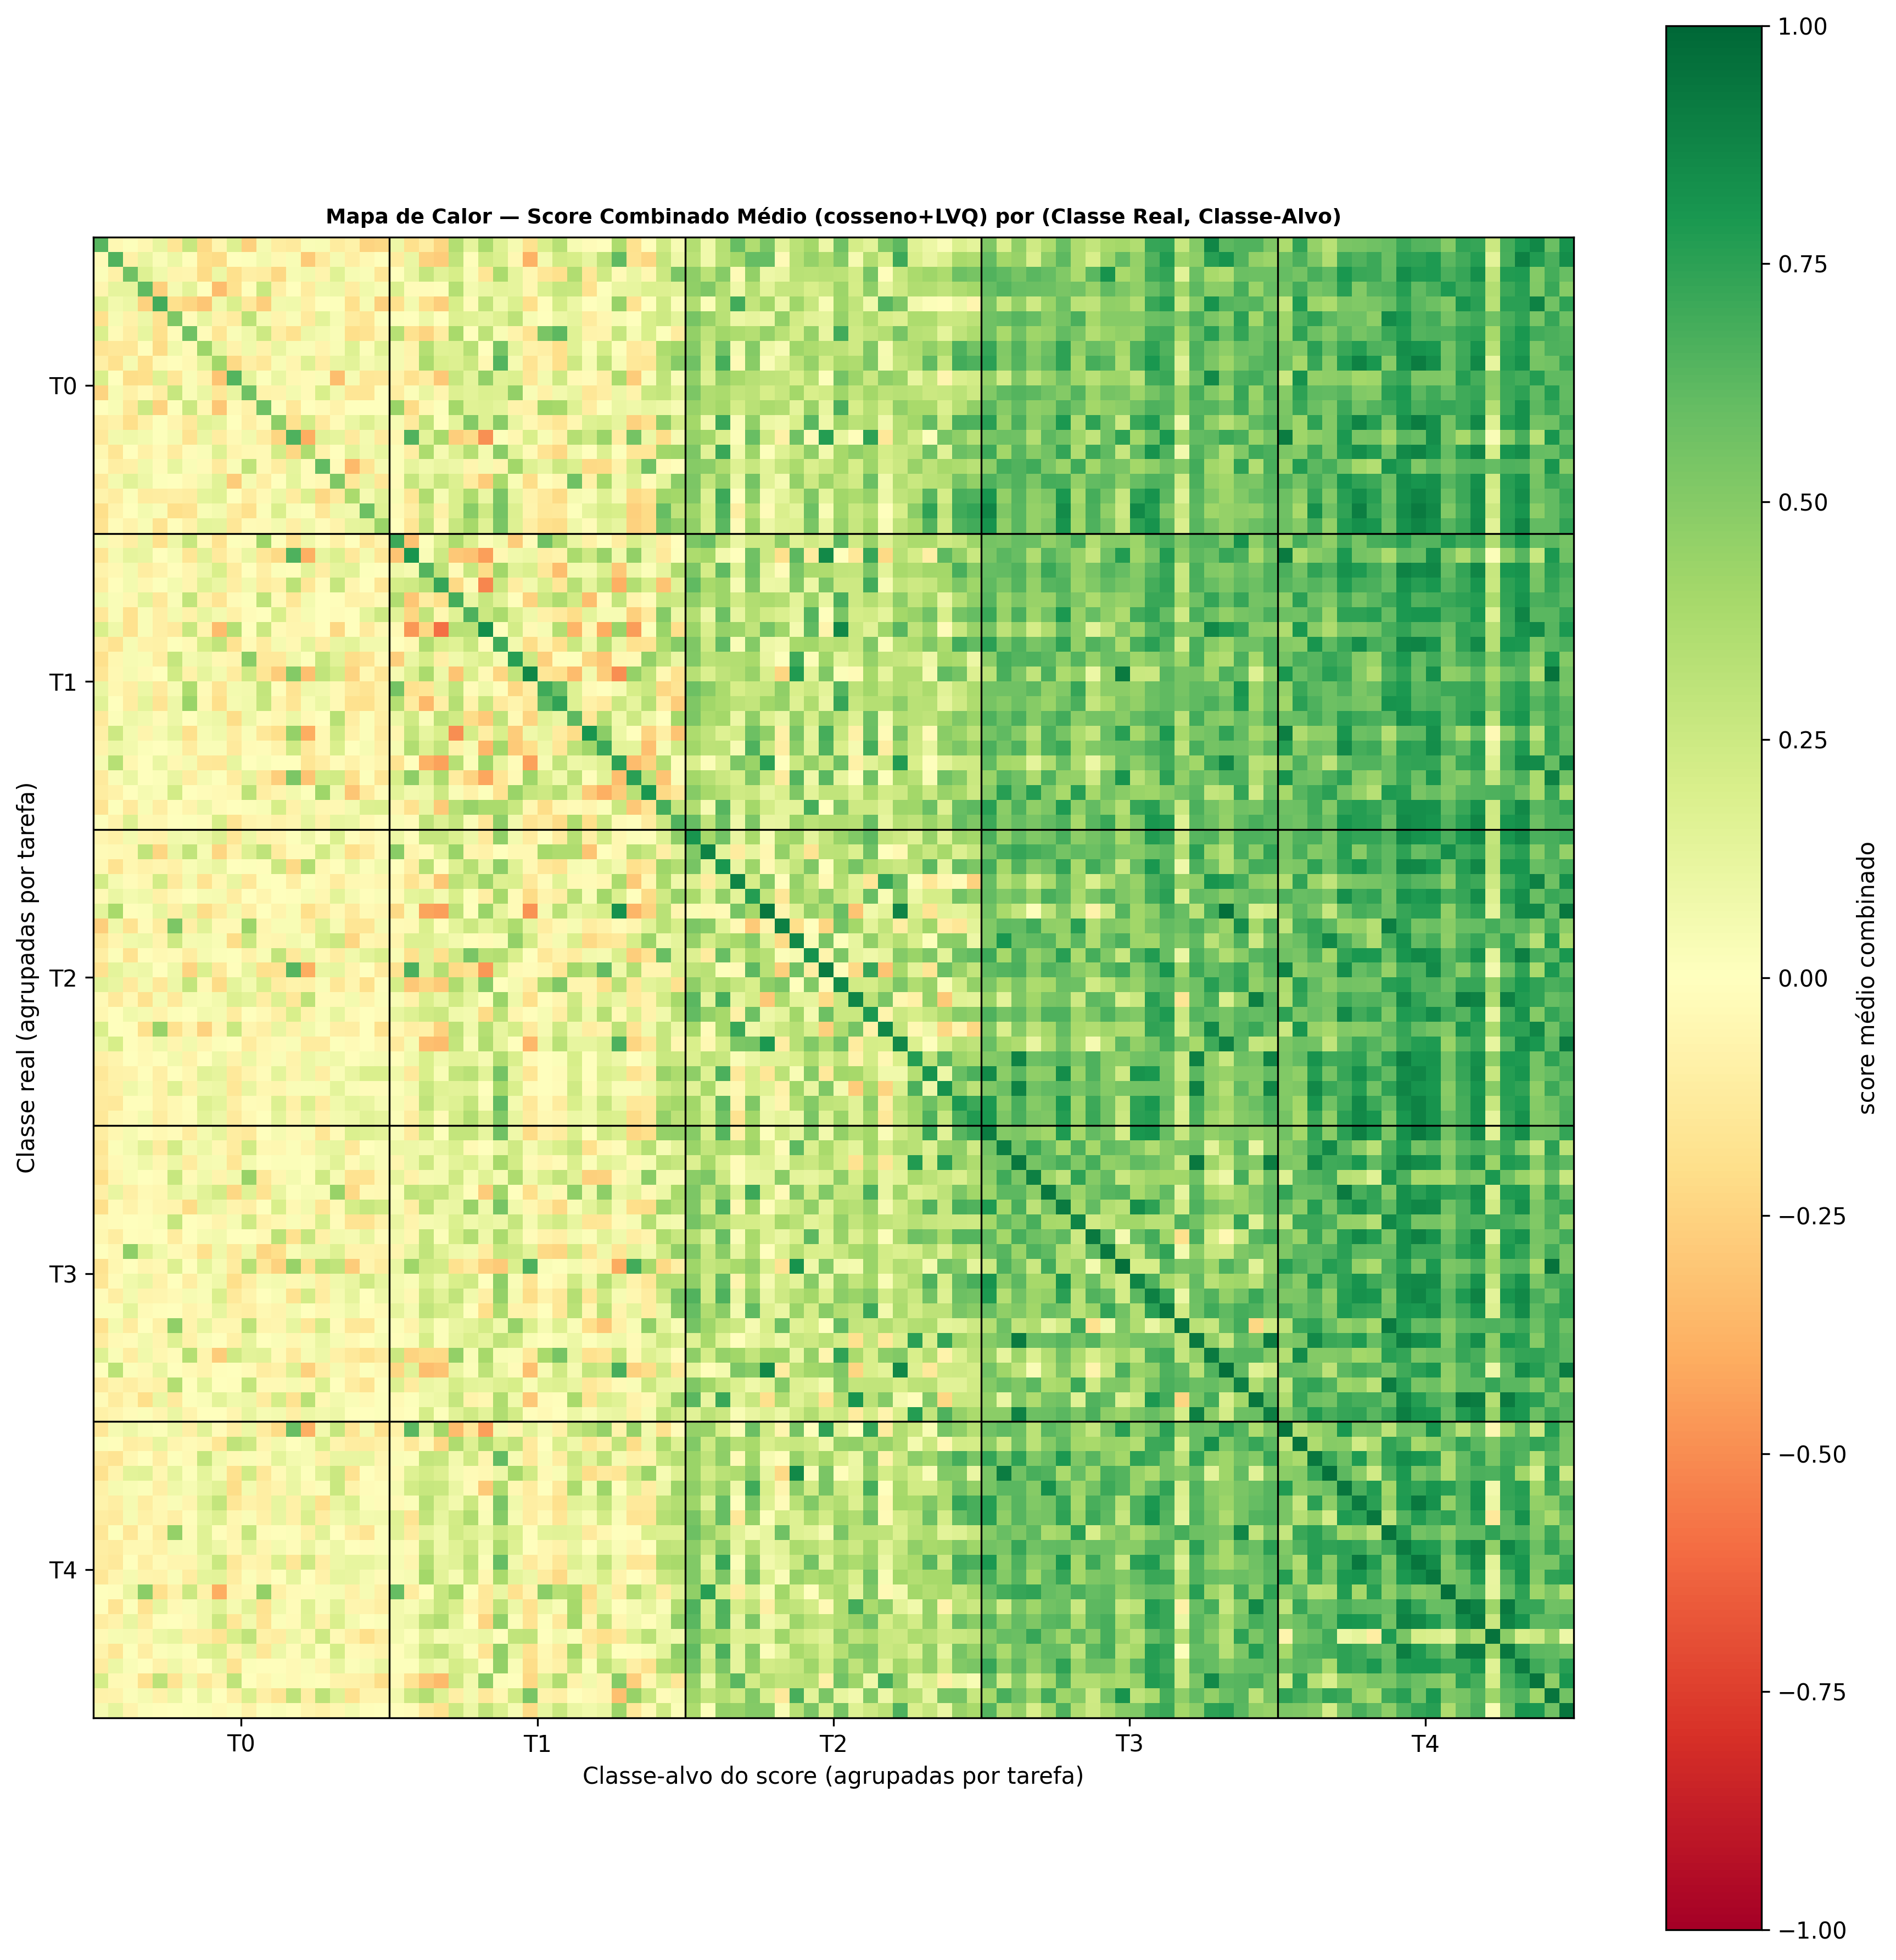 Mapa de Calor — Score Combinado Médio (cosseno+LVQ) por (Classe Real, Classe-Alvo)
Classe real (agrupadas por tarefa)
T0
T1
T2
T3
T4
T0
T1
T2
T3
T4
Classe-alvo do score (agrupadas por tarefa)
1.00
0.75
0.50
0.25
0.00
−0.25
−0.50
−0.75
−1.00
score médio combinado